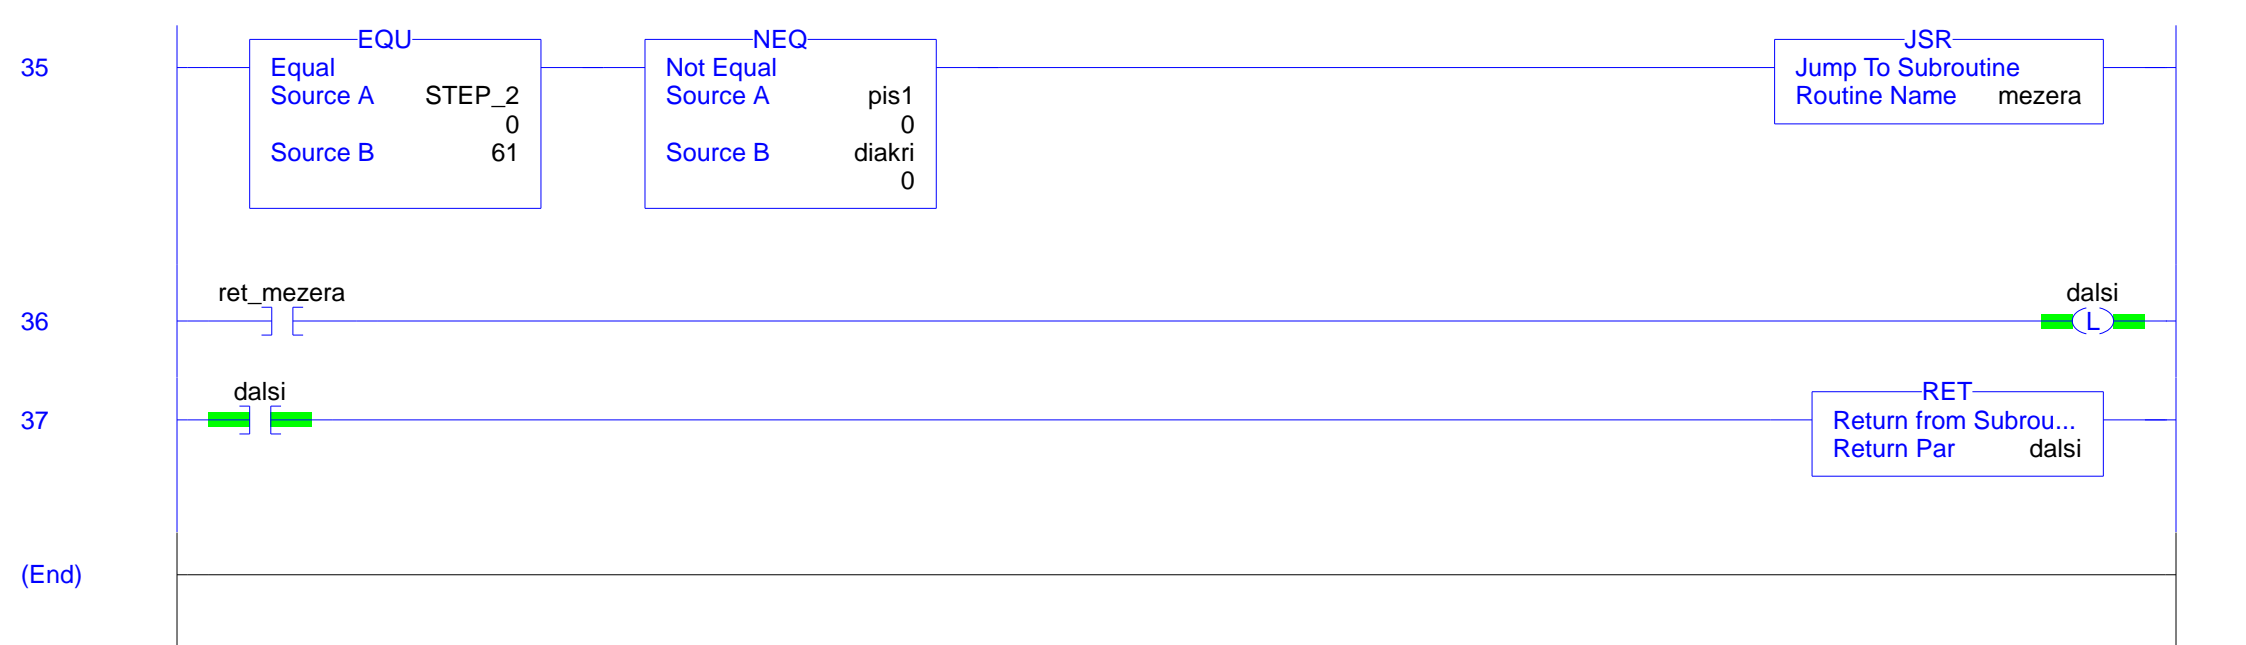 EQU
NEQ
JSR
35
Equal
Not Equal
Jump To Subroutine
Source A STEP_2
Source A pis1
Routine Name mezera
0
0
Source B 61
Source B diakri
0
ret_mezera
dalsi
36
L
dalsi
RET
37
Return from Subrou...
Return Par dalsi
(End)